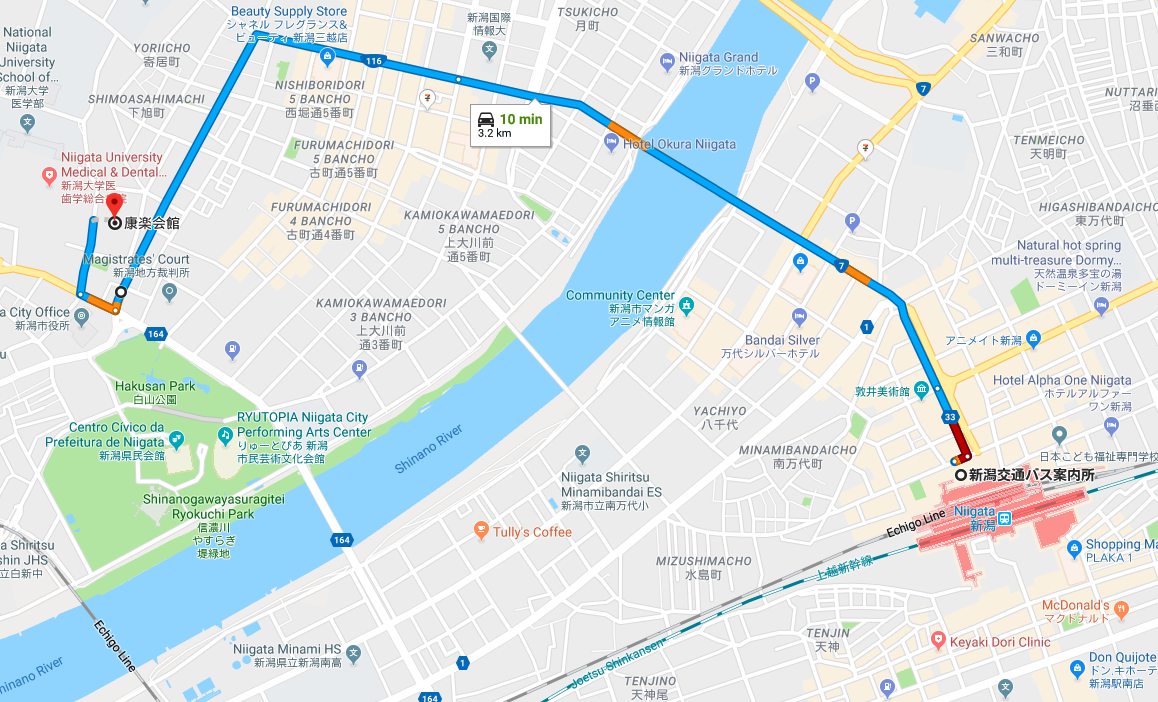 National
Niigata
University
School of...
新潟大学
医学部
YORIICHO
寄居町
Beauty Supply Store
シャネル フレグランス&
ビューティ 新潟三越店
新潟国際
情報大
TSUKICHO
月町
SANWACHO
三和町
116
NISHIBORIDORI
5 BANCHO
西堀通5番町
Niigata Grand
新潟グランドホテル
7
SHIMOASAHIMACHI
下旭町
10 min
3.2 km
NUTTARI
沼垂
FURUMACHIDORI
5 BANCHO
古町通5番町
Hotel Okura Niigata
TENMEICHO
天明町
Niigata University
Medical & Dental...
新潟大学医
歯学総合
康楽会館
FURUMACHIDORI
4 BANCHO
古町通4番町
KAMIOKAWAMAEDORI
5 BANCHO
上大川前
通5番町
HIGASHIBANDAICHO
東万代町
Magistrates' Court
新潟地方裁判所
Natural hot spring
multi-treasure Dormy...
天然温泉多宝の湯
ドーミーイン新潟
7
a City Office
新潟市役所
164
KAMIOKAWAMAEDORI
3 BANCHO
上大川前
通3番町
Community Center
新潟市マンガ
アニメ情報館
Bandai Silver
万代シルバーホテル
1
アニメイト新潟
Hakusan Park
白山公園
敦井美術館
Hotel Alpha One Niigata
ホテルアルファー
ワン新潟
Centro Cívico da
Prefeitura de Niigata
新潟県民会館
RYUTOPIA Niigata City
Performing Arts Center
りゅーとぴあ 新潟
市民芸術文化会館
Shinano River
YACHIYO
八千代
33
MINAMIBANDAICHO
南万代町
日本こども福祉専門学校
新潟交通バス案内所
Niigata Shiritsu
Minamibandai ES
新潟市立南万代小
Shinanogawayasuragitei
Ryokuchi Park
信濃川
やすらぎ
堤緑地
Echigo Line
Niigata
新潟
Tully's Coffee
164
a Shiritsu
shin JHS
立白新中
MIZUSHIMACHO
水島町
上越新幹線
Shopping Ma
PLAKA 1
McDonald's
マクドナルド
Echigo Line
Niigata Minami HS
新潟県立新潟南高
TENJIN
天神
Keyaki Dori Clinic
Joetsu Shinkansen
1
Don Quijote
ドン.キホーテ
新潟駅南店
hinano River
164
TENJINO
天神尾